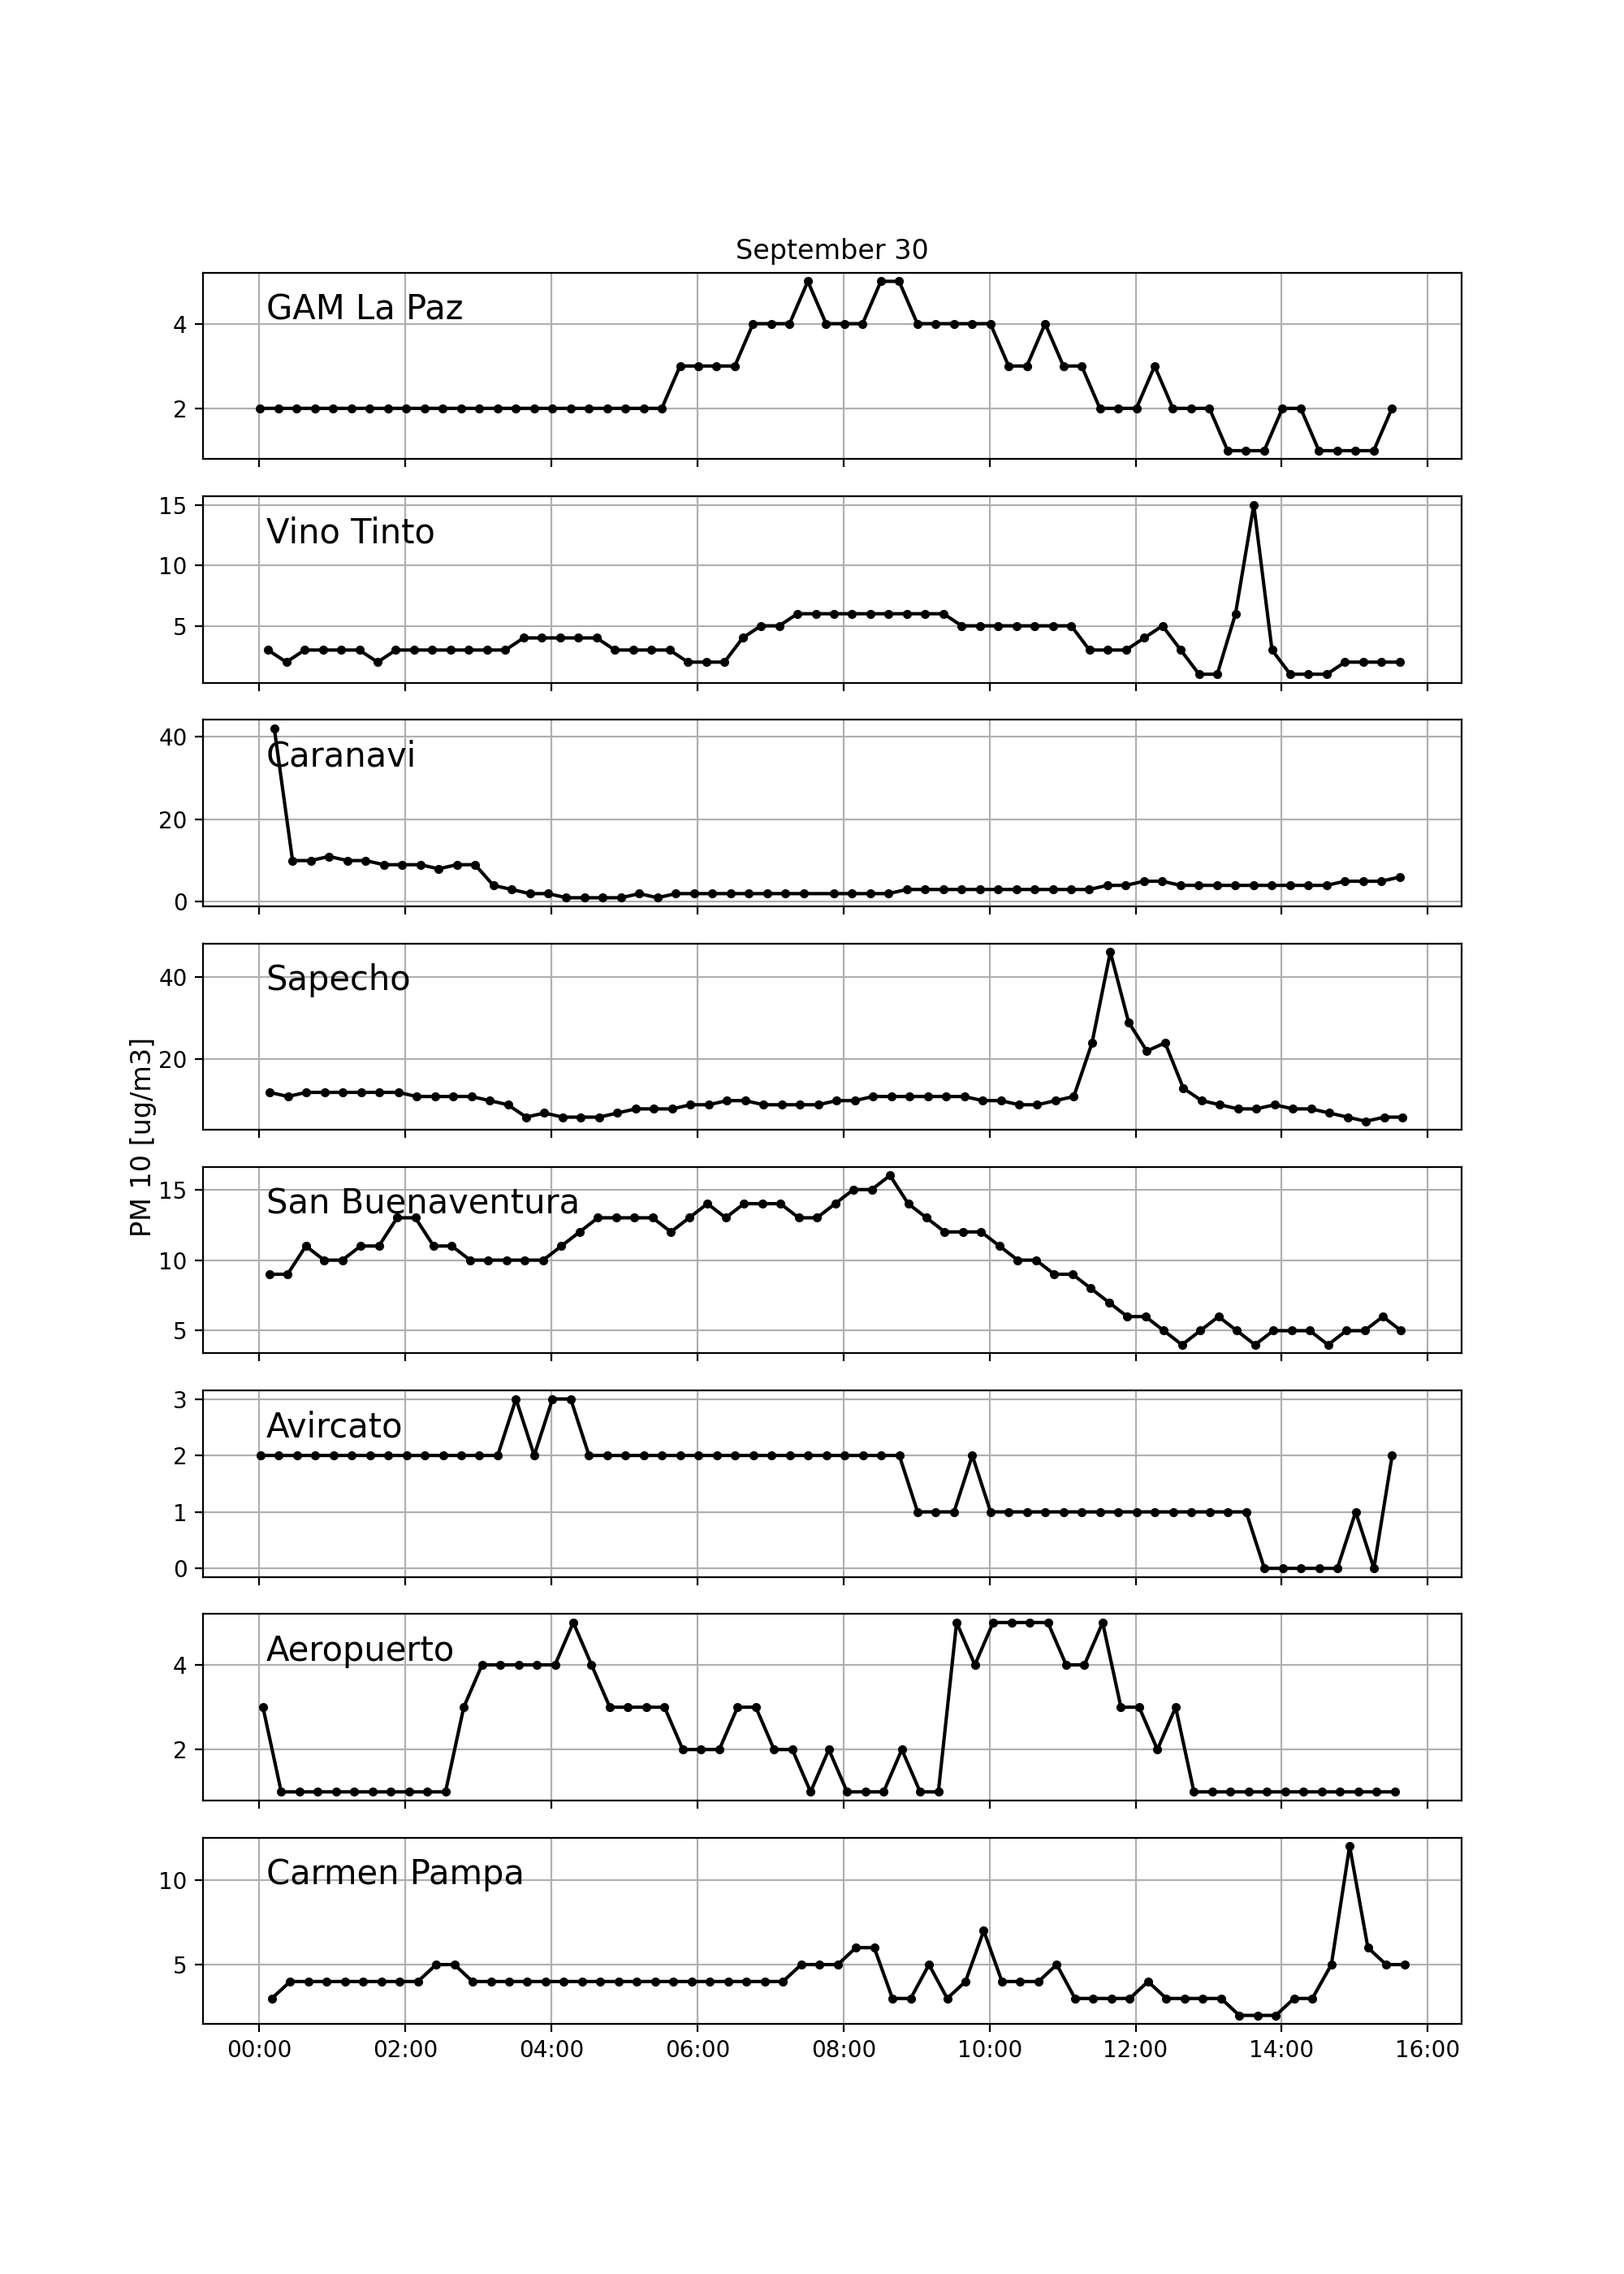 September 30
GAM La Paz
4
2
Vino Tinto
15
10
5
Caranavi
40
20
0
Sapecho
40
20
PM 10 [ug/m3]
San Buenaventura
15
10
5
Avircato
3
2
1
0
Aeropuerto
4
2
Carmen Pampa
10
5
00:00 02:00 04:00 06:00 08:00 10:00 12:00 14:00 16:00